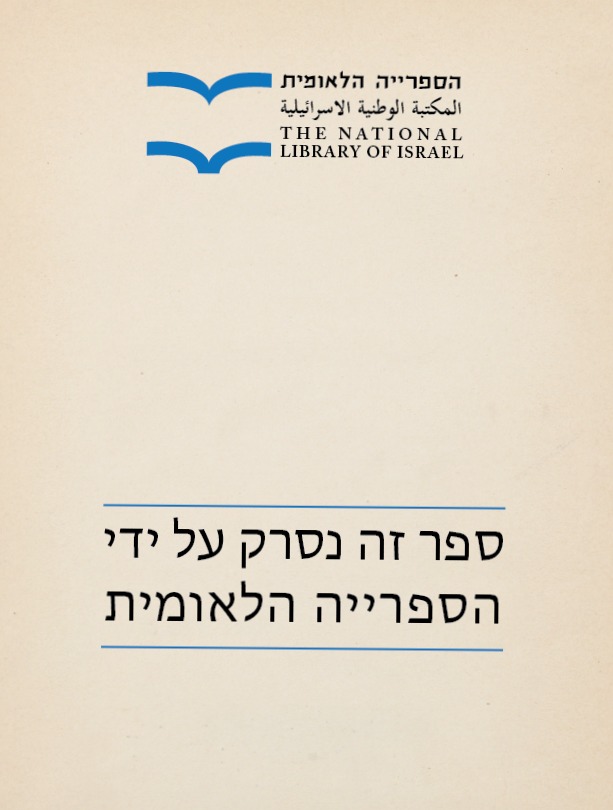 הספרייה הלאומית
المكتبة الوطنية الاسرائيلية
THE NATIONAL
LIBRARY OF ISRAEL
ספר זה נסרק על ידי
הספרייה הלאומית